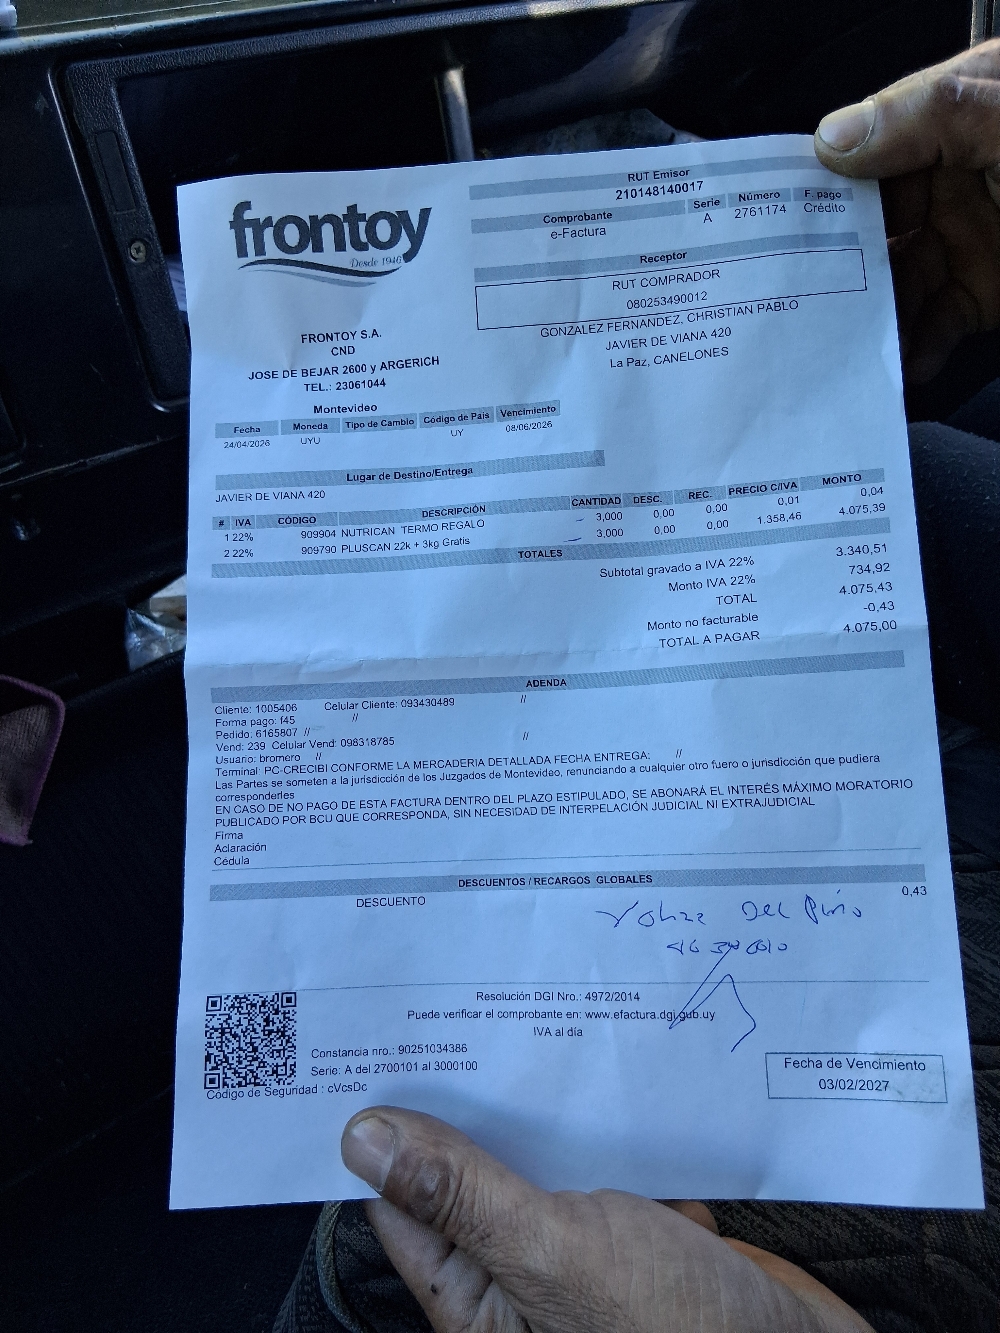 frontoy
Desde 1946
RUT Emisor
210148140017
Comprobante Serie Número F. pago
e-Factura A 2761174 Crédito
Receptor
RUT COMPRADOR
080253490012
GONZALEZ FERNANDEZ, CHRISTIAN PABLO
JAVIER DE VIANA 420
La Paz, CANELONES
FRONTOY S.A.
CND
JOSE DE BEJAR 2600 y ARGERICH
TEL.: 23061044
Montevideo
Fecha Moneda Tipo de Cambio Código de País Vencimiento
24/04/2026 UYU UY 08/06/2026
Lugar de Destino/Entrega
JAVIER DE VIANA 420
# IVA CÓDIGO DESCRIPCIÓN CANTIDAD DESC. REC. PRECIO C/IVA MONTO
1 22% 909904 NUTRICAN TERMO REGALO 3,000 0,00 0,00 0,01 0,04
2 22% 909790 PLUSCAN 22k + 3kg Gratis 3,000 0,00 0,00 1.358,46 4.075,39
TOTALES
Subtotal gravado a IVA 22% 3.340,51
Monto IVA 22% 734,92
TOTAL 4.075,43
Monto no facturable -0,43
TOTAL A PAGAR 4.075,00
ADENDA
Cliente: 1005406 Celular Cliente: 093430489 //
Forma pago: f45 //
Pedido: 6165807 //
Vend: 239 Celular Vend: 098318785 //
Usuario: bromero //
Terminal: PC-CRECIBI CONFORME LA MERCADERIA DETALLADA FECHA ENTREGA: //
Las Partes se someten a la jurisdicción de los Juzgados de Montevideo, renunciando a cualquier otro fuero o jurisdicción que pudiera
corresponderles
EN CASO DE NO PAGO DE ESTA FACTURA DENTRO DEL PLAZO ESTIPULADO, SE ABONARÁ EL INTERÉS MÁXIMO MORATORIO
PUBLICADO POR BCU QUE CORRESPONDA, SIN NECESIDAD DE INTERPELACIÓN JUDICIAL NI EXTRAJUDICIAL
Firma
Aclaración
Cédula
DESCUENTOS / RECARGOS GLOBALES
DESCUENTO 0,43
Del Pino
Resolución DGI Nro.: 4972/2014
Puede verificar el comprobante en: www.efactura.dgi.gub.uy
IVA al día
Constancia nro.: 90251034386
Serie: A del 2700101 al 3000100
Código de Seguridad : cVcsDc
Fecha de Vencimiento
03/02/2027